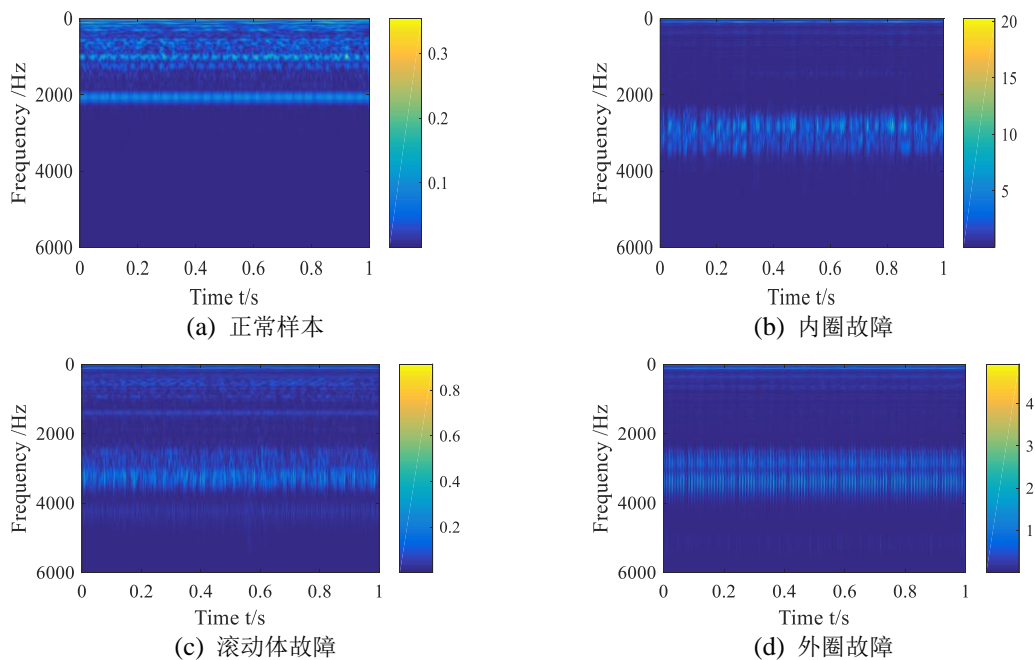 0
2000
4000
6000
Frequency /Hz
0 0.2 0.4 0.6 0.8 1
Time t/s
0.3
0.2
0.1
(a) 正常样本
0
2000
4000
6000
Frequency /Hz
0 0.2 0.4 0.6 0.8 1
Time t/s
20
15
10
5
(b) 内圈故障
0
2000
4000
6000
Frequency /Hz
0 0.2 0.4 0.6 0.8 1
Time t/s
0.8
0.6
0.4
0.2
(c) 滚动体故障
0
2000
4000
6000
Frequency /Hz
0 0.2 0.4 0.6 0.8 1
Time t/s
4
3
2
1
(d) 外圈故障